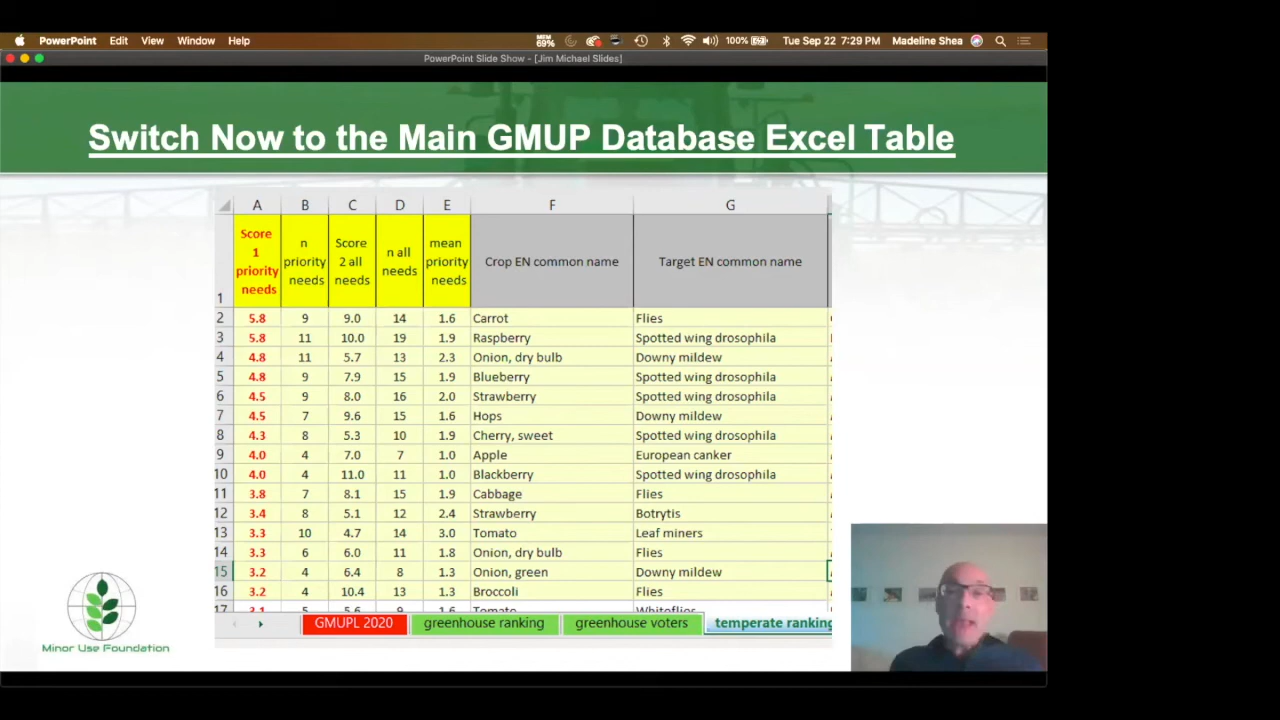 PowerPoint Edit View Window Help MEM 69% 100% Tue Sep 22 7:29 PM Madeline Shea
PowerPoint Slide Show - [Jim Michael Slides]
Switch Now to the Main GMUP Database Excel Table
A B C D E F G
1 Score 1 priority needs n priority needs Score 2 all needs n all needs mean priority needs Crop EN common name Target EN common name
2 5.8 9 9.0 14 1.6 Carrot Flies
3 5.8 11 10.0 19 1.9 Raspberry Spotted wing drosophila
4 4.8 11 5.7 13 2.3 Onion, dry bulb Downy mildew
5 4.8 9 7.9 15 1.9 Blueberry Spotted wing drosophila
6 4.5 9 8.0 16 2.0 Strawberry Spotted wing drosophila
7 4.5 7 9.6 15 1.6 Hops Downy mildew
8 4.3 8 5.3 10 1.9 Cherry, sweet Spotted wing drosophila
9 4.0 4 7.0 7 1.0 Apple European canker
10 4.0 4 11.0 11 1.0 Blackberry Spotted wing drosophila
11 3.8 7 8.1 15 1.9 Cabbage Flies
12 3.4 8 5.1 12 2.4 Strawberry Botrytis
13 3.3 10 4.7 14 3.0 Tomato Leaf miners
14 3.3 6 6.0 11 1.8 Onion, dry bulb Flies
15 3.2 4 6.4 8 1.3 Onion, green Downy mildew
16 3.2 4 10.4 13 1.3 Broccoli Flies
17 3.1 5 5.6 9 1.6 Tomato Whiteflies
GMUPL 2020 greenhouse ranking greenhouse voters temperate ranking
Minor Use Foundation